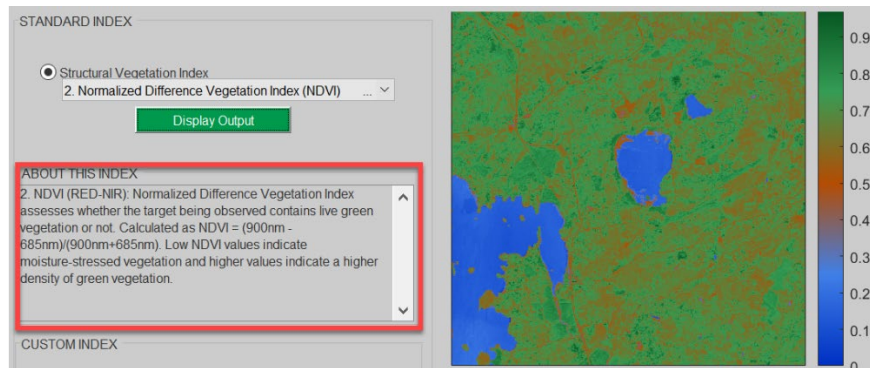 STANDARD INDEX
Structural Vegetation Index
2. Normalized Difference Vegetation Index (NDVI) ...
Display Output
ABOUT THIS INDEX
2. NDVI (RED-NIR): Normalized Difference Vegetation Index
assesses whether the target being observed contains live green
vegetation or not. Calculated as NDVI = (900nm -
685nm)/(900nm+685nm). Low NDVI values indicate
moisture-stressed vegetation and higher values indicate a higher
density of green vegetation.
CUSTOM INDEX
0.9
0.8
0.7
0.6
0.5
0.4
0.3
0.2
0.1
0